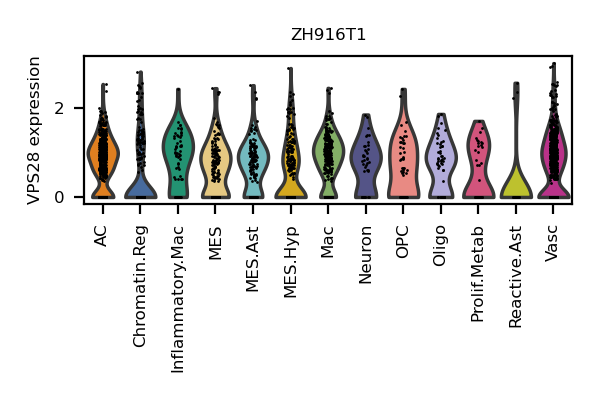 ZH916T1
VPS28 expression
2
0
AC
Chromatin.Reg
Inflammatory.Mac
MES
MES.Ast
MES.Hyp
Mac
Neuron
OPC
Oligo
Prolif.Metab
Reactive.Ast
Vasc